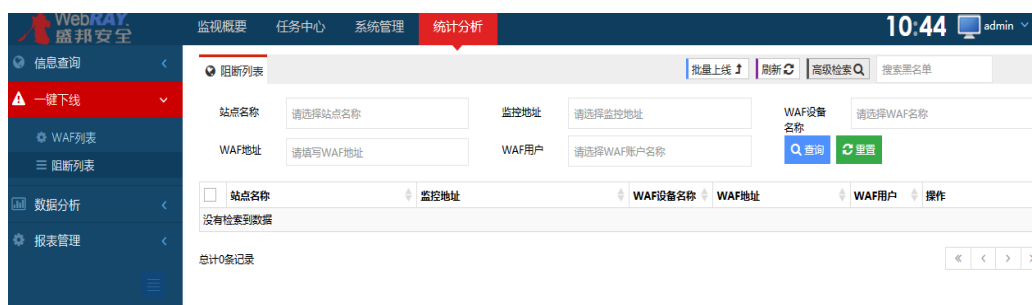 WebRAY. 盛邦安全
监视概要 任务中心 系统管理 统计分析 10:44 admin
信息查询
一键下线
WAF列表
阻断列表
数据分析
报表管理
阻断列表 批量上线 刷新 高级检索 搜索黑名单
站点名称 请选择站点名称 监控地址 请选择监控地址 WAF设备名称 请选择WAF名称
WAF地址 请填写WAF地址 WAF用户 请选择WAF账户名称 查询 重置
站点名称 监控地址 WAF设备名称 WAF地址 WAF用户 操作
没有检索到数据
总计0条记录